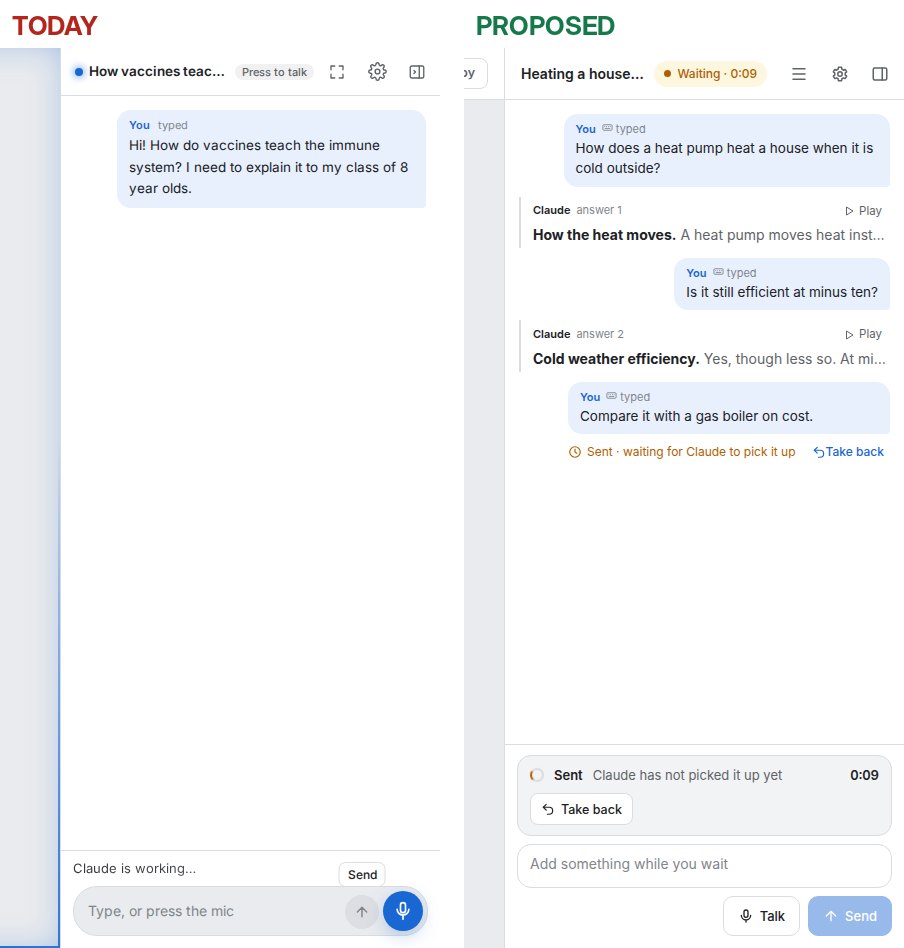 TODAY
How vaccines teac...
Press to talk
You typed
Hi! How do vaccines teach the immune
system? I need to explain it to my class of 8
year olds.
Claude is working...
Send
Type, or press the mic
PROPOSED
Heating a house...
Waiting · 0:09
You typed
How does a heat pump heat a house when it is
cold outside?
Claude answer 1
Play
How the heat moves. A heat pump moves heat inst...
You typed
Is it still efficient at minus ten?
Claude answer 2
Play
Cold weather efficiency. Yes, though less so. At mi...
You typed
Compare it with a gas boiler on cost.
Sent · waiting for Claude to pick it up
Take back
Sent Claude has not picked it up yet 0:09
Take back
Add something while you wait
Talk
Send